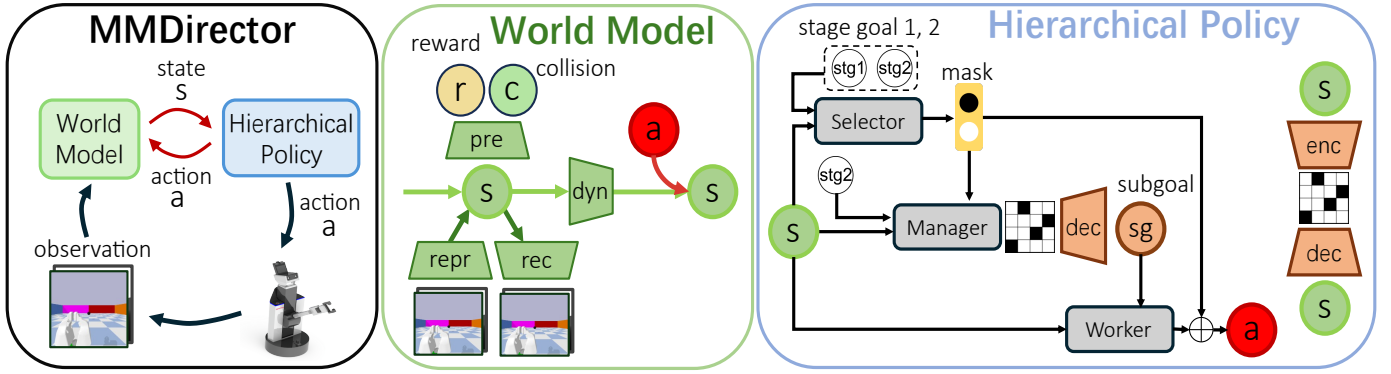 MMDirector
state
s
World
Model
Hierarchical
Policy
action
a
action
a
observation
World Model
reward
collision
r
c
pre
a
s
dyn
s
repr
rec
Hierarchical Policy
stage goal 1, 2
stg1
stg2
mask
Selector
stg2
subgoal
s
Manager
dec
sg
Worker
a
s
enc
dec
s